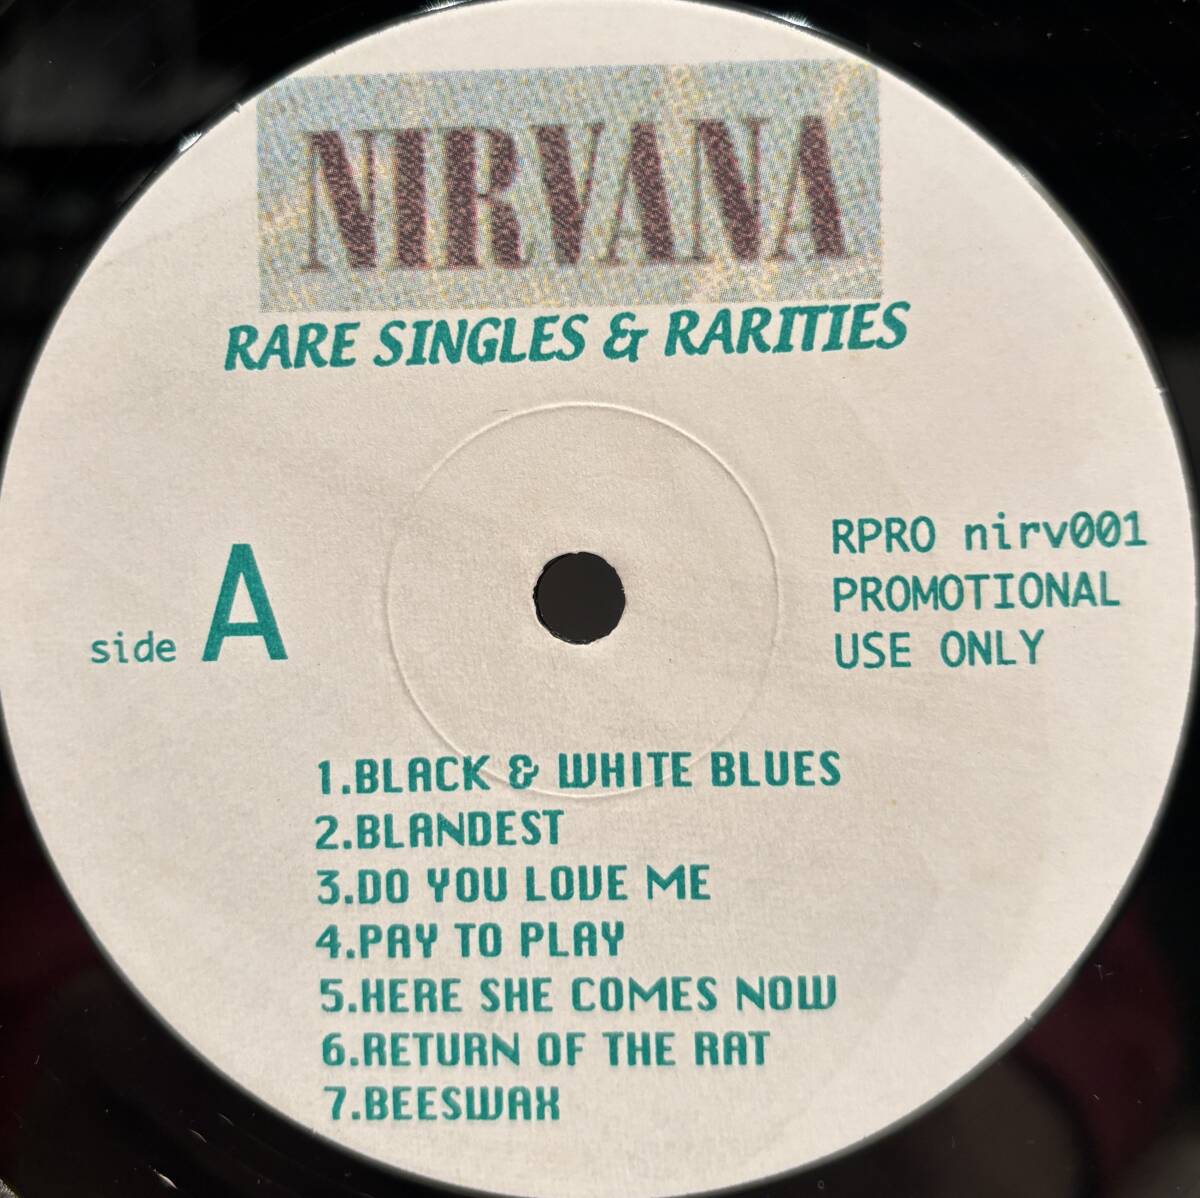 NIRVANA
RARE SINGLES & RARITIES
side A
RPRO nirv001
PROMOTIONAL
USE ONLY
1.BLACK & WHITE BLUES
2.BLANDEST
3.DO YOU LOVE ME
4.PAY TO PLAY
5.HERE SHE COMES NOW
6.RETURN OF THE RAT
7.BEESWAX